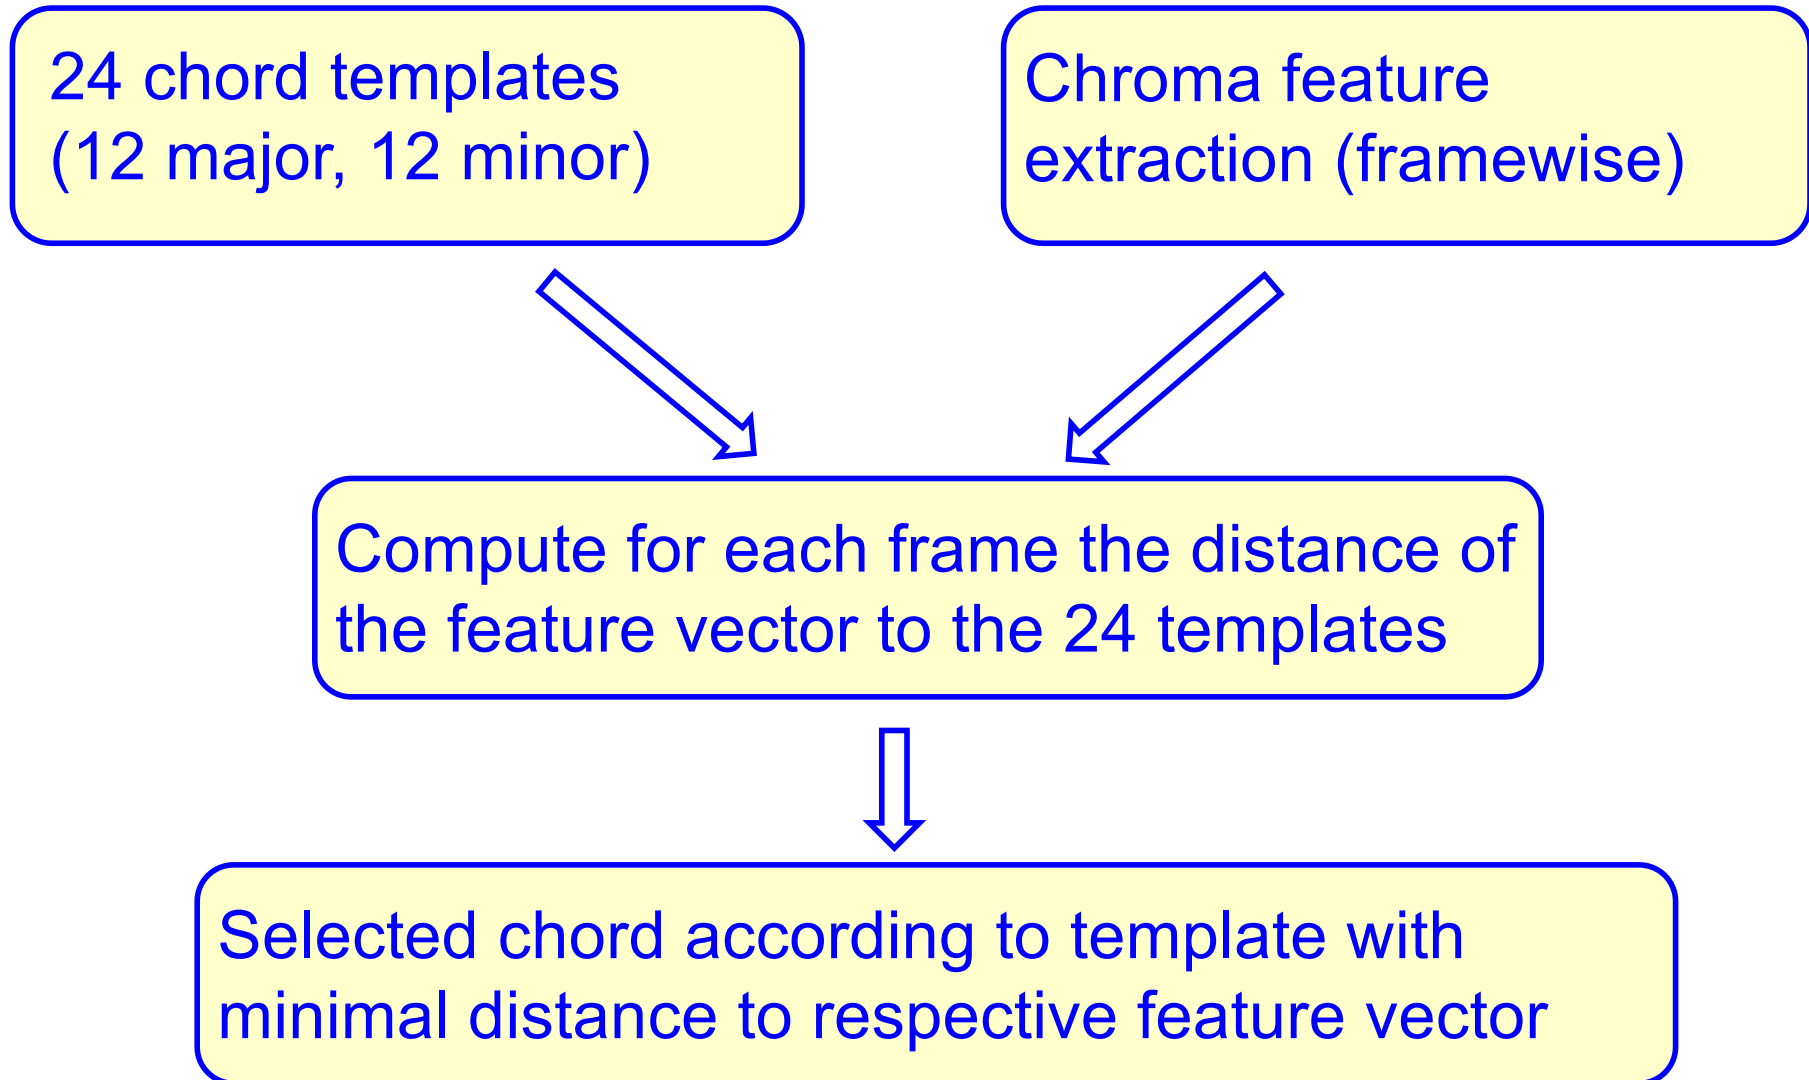 24 chord templates
(12 major, 12 minor)
Chroma feature
extraction (framewise)
Compute for each frame the distance of
the feature vector to the 24 templates
Selected chord according to template with
minimal distance to respective feature vector